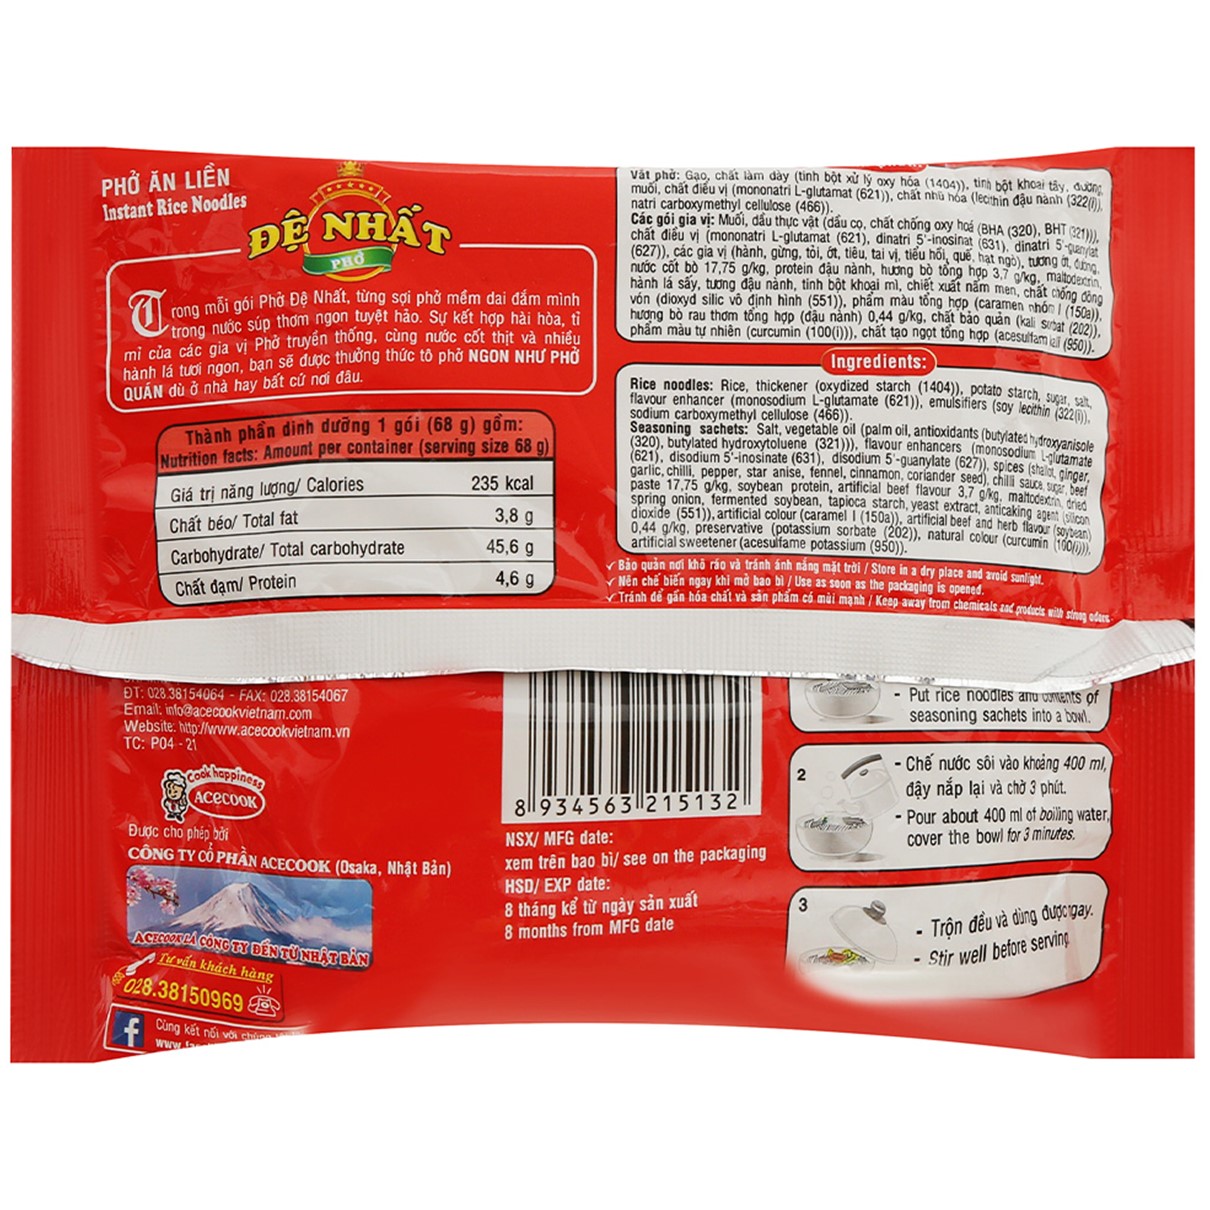 PHỞ ĂN LIỀN
Instant Rice Noodles
ĐỆ NHẤT
PHỞ
Trong mỗi gói Phở Đệ Nhất, từng sợi phở mềm dai đắm mình
trong nước súp thơm ngon tuyệt hảo. Sự kết hợp hài hòa, tỉ
mỉ của các gia vị Phở truyền thống, cùng nước cốt thịt và nhiều
hành lá tươi ngon, bạn sẽ được thưởng thức tô phở NGON NHƯ PHỞ
QUÁN dù ở nhà hay bất cứ nơi đâu.
Thành phần dinh dưỡng 1 gói (68 g) gồm:
Nutrition facts: Amount per container (serving size 68 g)
Giá trị năng lượng/ Calories 235 kcal
Chất béo/ Total fat 3,8 g
Carbohydrate/ Total carbohydrate 45,6 g
Chất đạm/ Protein 4,6 g
Vắt phở: Gạo, chất làm dày (tinh bột xử lý oxy hóa (1404)), tinh bột khoai tây, đường,
muối, chất điều vị (mononatri L-glutamat (621)), chất nhũ hóa (lecithin đậu nành (322(i)),
natri carboxymethyl cellulose (466)).
Các gói gia vị: Muối, dầu thực vật (dầu cọ, chất chống oxy hoá (BHA (320), BHT (321))),
chất điều vị (mononatri L-glutamat (621), dinatri 5'-inosinat (631), dinatri 5'-guanylat
(627)), các gia vị (hành, gừng, tỏi, ớt, tiêu, tai vị, tiểu hồi, quế, hạt ngò), tương ớt, đường,
nước cốt bò 17,75 g/kg, protein đậu nành, hương bò tổng hợp 3,7 g/kg, maltodextrin,
hành lá sấy, tương đậu nành, tinh bột khoai mì, chiết xuất nấm men, chất chống đông
vón (dioxyd silic vô định hình (551)), phẩm màu tổng hợp (caramen nhóm I (150a)),
hương bò rau thơm tổng hợp (đậu nành) 0,44 g/kg, chất bảo quản (kali sorbat (202)),
phẩm màu tự nhiên (curcumin (100(i))), chất tạo ngọt tổng hợp (acesulfam kali (950)).
Ingredients:
Rice noodles: Rice, thickener (oxydized starch (1404)), potato starch, sugar, salt,
flavour enhancer (monosodium L-glutamate (621)), emulsifiers (soy lecithin (322(i)),
sodium carboxymethyl cellulose (466)).
Seasoning sachets: Salt, vegetable oil (palm oil, antioxidants (butylated hydroxyanisole
(320), butylated hydroxytoluene (321))), flavour enhancers (monosodium L-glutamate
(621), disodium 5'-inosinate (631), disodium 5'-guanylate (627)), spices (shallot, ginger,
garlic, chilli, pepper, star anise, fennel, cinnamon, coriander seed), chilli sauce, sugar, beef
paste 17,75 g/kg, soybean protein, artificial beef flavour 3,7 g/kg, maltodextrin, dried
spring onion, fermented soybean, tapioca starch, yeast extract, anticaking agent (silicon
dioxide (551)), artificial colour (caramel I (150a)), artificial beef and herb flavour (soybean)
0,44 g/kg, preservative (potassium sorbate (202)), natural colour (curcumin (100(i))),
artificial sweetener (acesulfame potassium (950)).
✓ Bảo quản nơi khô ráo và tránh ánh nắng mặt trời / Store in a dry place and avoid sunlight.
✓ Nên chế biến ngay khi mở bao bì / Use as soon as the packaging is opened.
✓ Tránh để gần hóa chất và sản phẩm có mùi mạnh / Keep away from chemicals and products with strong odors.
ĐT: 028.38154064 - FAX: 028.38154067
Email: info@acecookvietnam.com
Website: http://www.acecookvietnam.vn
TC: P04 - 21
Cook happiness
ACECOOK
Được cho phép bởi
CÔNG TY CỔ PHẦN ACECOOK (Osaka, Nhật Bản)
ACECOOK LÀ CÔNG TY ĐẾN TỪ NHẬT BẢN
Tư vấn khách hàng
028.38150969
f
Cùng kết nối với chúng
8 934563 215132
NSX/ MFG date:
xem trên bao bì/ see on the packaging
HSD/ EXP date:
8 tháng kể từ ngày sản xuất
8 months from MFG date
- Put rice noodles and contents of
seasoning sachets into a bowl.
2
- Chế nước sôi vào khoảng 400 ml,
đậy nắp lại và chờ 3 phút.
- Pour about 400 ml of boiling water,
cover the bowl for 3 minutes.
3
- Trộn đều và dùng được ngay.
- Stir well before serving.